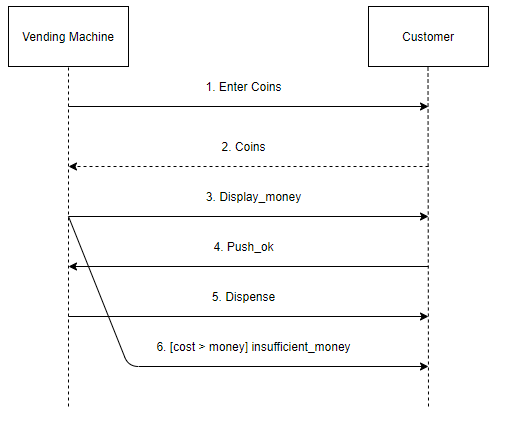 Vending Machine
Customer
1. Enter Coins
2. Coins
3. Display_money
4. Push_ok
5. Dispense
6. [cost > money] insufficient_money